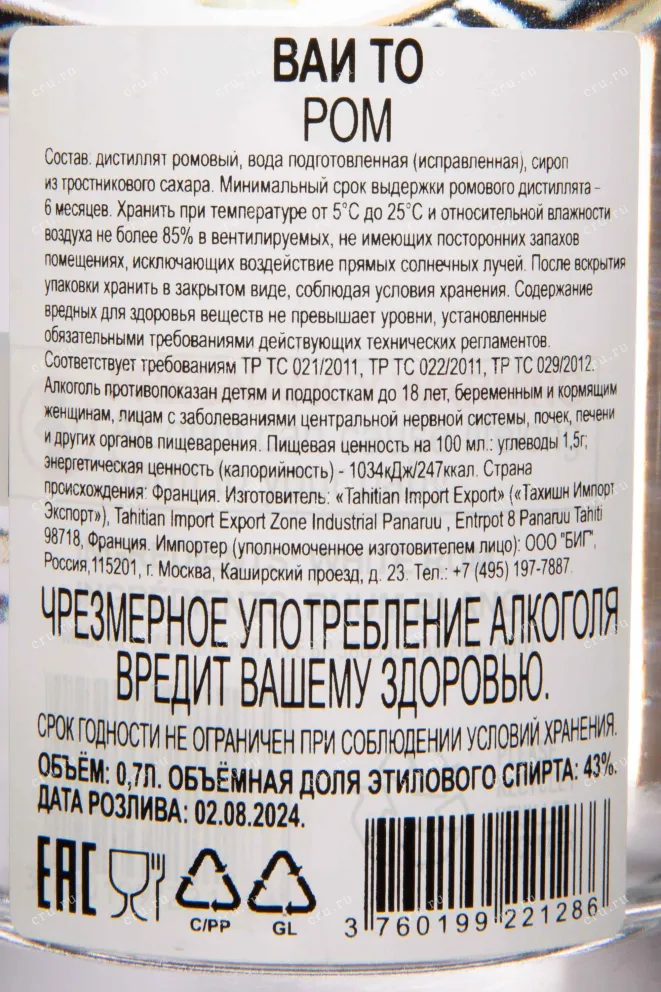 ВАИ ТО
РОМ
Состав: дистиллят ромовый, вода подготовленная (исправленная), сироп
из тростникового сахара. Минимальный срок выдержки ромового дистиллята -
6 месяцев. Хранить при температуре от 5°С до 25°С и относительной влажности
воздуха не более 85% в вентилируемых, не имеющих посторонних запахов
помещениях, исключающих воздействие прямых солнечных лучей. После вскрытия
упаковки хранить в закрытом виде, соблюдая условия хранения. Содержание
вредных для здоровья веществ не превышает уровни, установленные
обязательными требованиями действующих технических регламентов.
Соответствует требованиям ТР ТС 021/2011, ТР ТС 022/2011, ТР ТС 029/2012.
Алкоголь противопоказан детям и подросткам до 18 лет, беременным и кормящим
женщинам, лицам с заболеваниями центральной нервной системы, почек, печени
и других органов пищеварения. Пищевая ценность на 100 мл.: углеводы 1,5г;
энергетическая ценность (калорийность) - 1034кДж/247ккал. Страна
происхождения: Франция. Изготовитель: «Tahitian Import Export» («Тахишн Импорт
Экспорт»), Tahitian Import Export Zone Industrial Panaruu , Entrpot 8 Panaruu Tahiti
98718, Франция. Импортер (уполномоченное изготовителем лицо): ООО "БИГ",
Россия,115201, г. Москва, Каширский проезд, д. 23. Тел.: +7 (495) 197-7887.
ЧРЕЗМЕРНОЕ УПОТРЕБЛЕНИЕ АЛКОГОЛЯ
ВРЕДИТ ВАШЕМУ ЗДОРОВЬЮ.
СРОК ГОДНОСТИ НЕ ОГРАНИЧЕН ПРИ СОБЛЮДЕНИИ УСЛОВИЙ ХРАНЕНИЯ.
ОБЪЁМ: 0,7Л. ОБЪЁМНАЯ ДОЛЯ ЭТИЛОВОГО СПИРТА: 43%.
ДАТА РОЗЛИВА: 02.08.2024.
EAC
C/PP GL
3 760199 221286